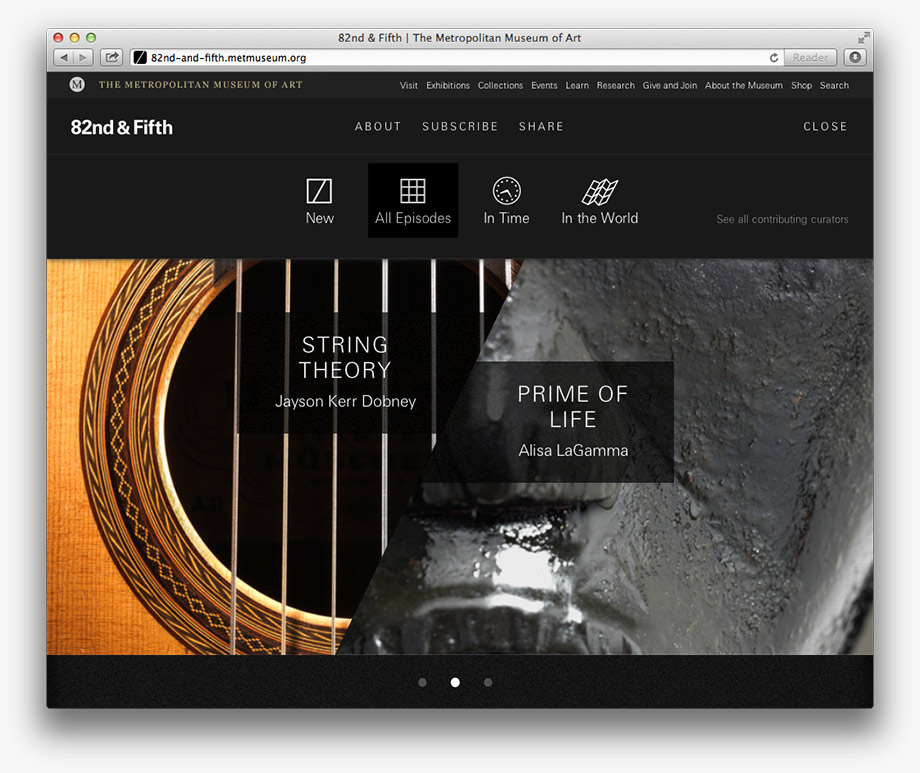 82nd & Fifth | The Metropolitan Museum of Art
82nd-and-fifth.metmuseum.org
Reader
M THE METROPOLITAN MUSEUM OF ART
Visit Exhibitions Collections Events Learn Research Give and Join About the Museum Shop Search
82nd & Fifth ABOUT SUBSCRIBE SHARE CLOSE
New All Episodes In Time In the World
See all contributing curators
STRING
THEORY
Jayson Kerr Dobney
PRIME OF
LIFE
Alisa LaGamma